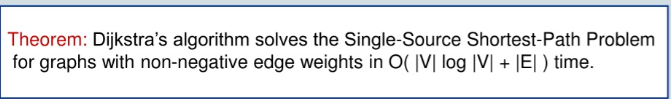 Theorem: Dijkstra's algorithm solves the Single-Source Shortest-Path Problem
for graphs with non-negative edge weights in O( |V| log |V| + |E| ) time.